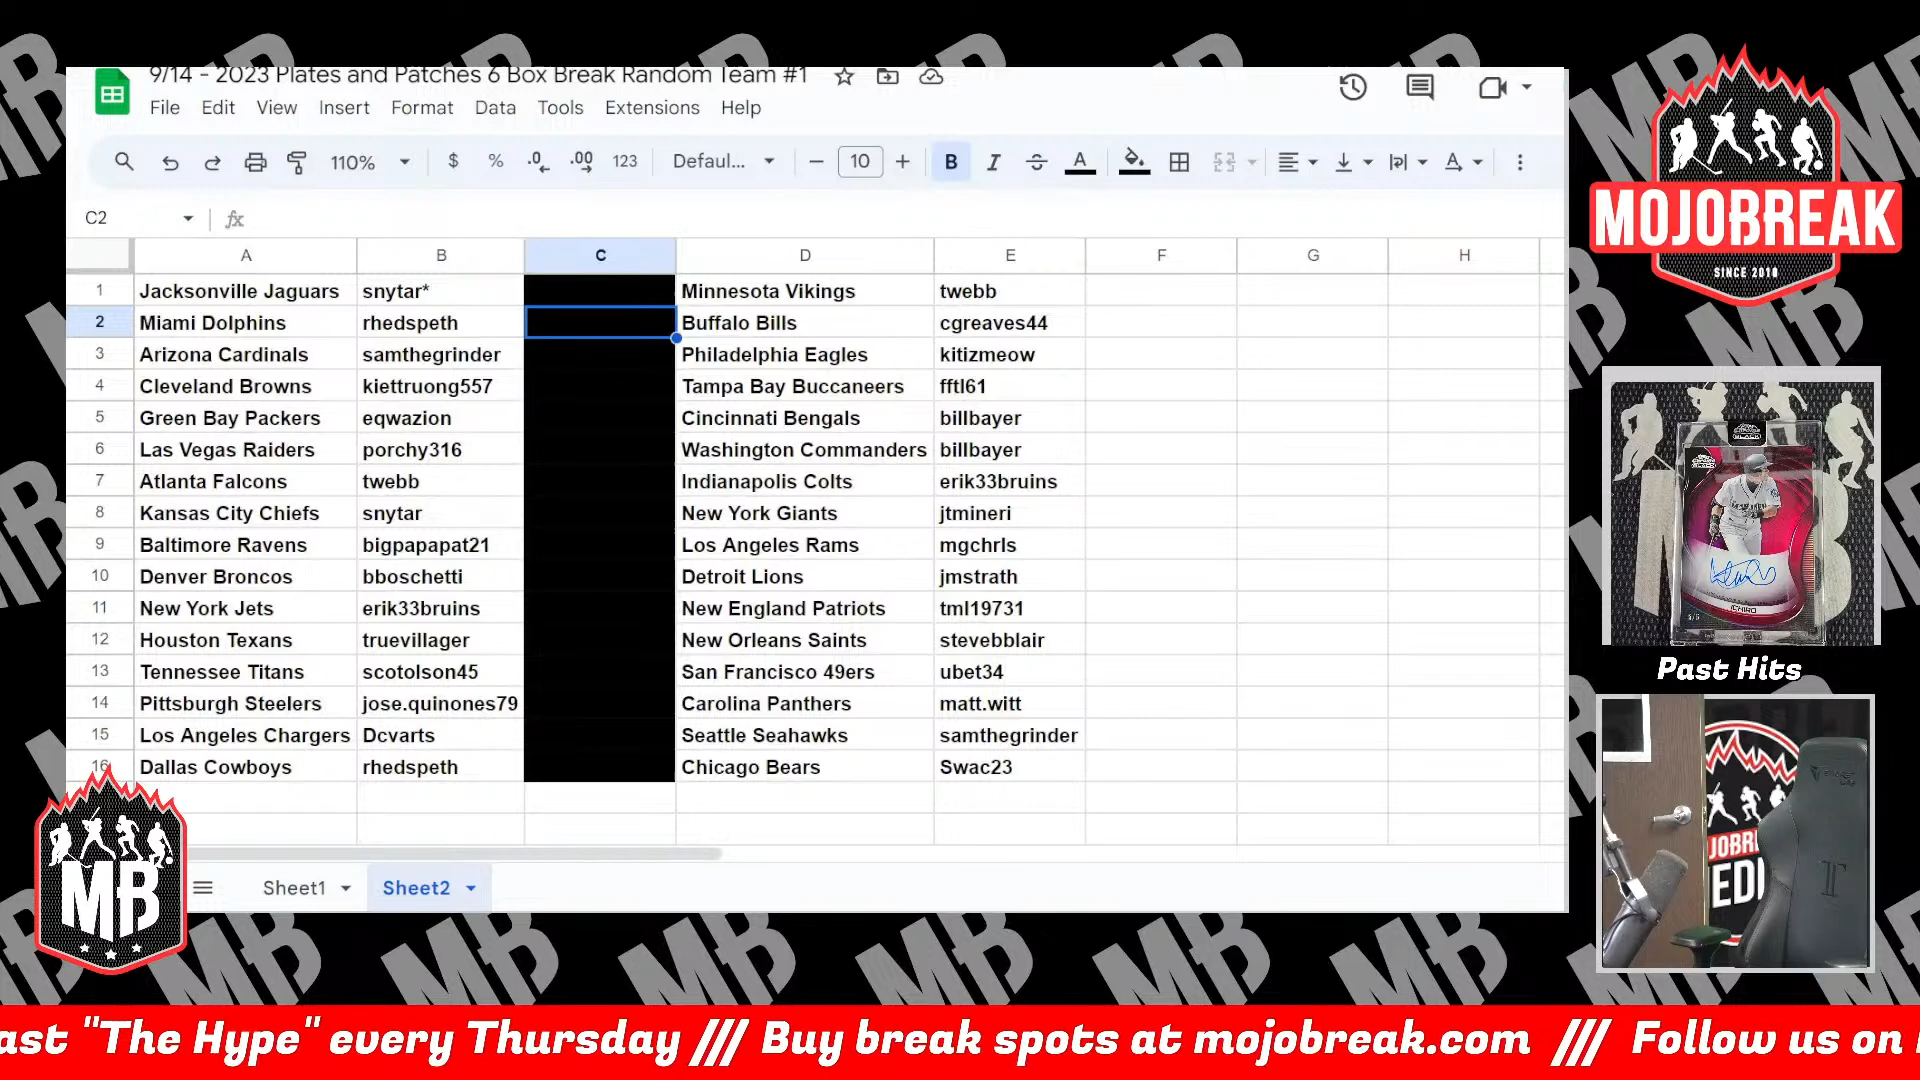 9/14 - 2023 Plates and Patches 6 Box Break Random Team #1
File Edit View Insert Format Data Tools Extensions Help
110% $ % .0 .00 123 Defaul... − 10 + B I A
C2 fx
A B C D E F G H
1 Jacksonville Jaguars snytar* Minnesota Vikings twebb
2 Miami Dolphins rhedspeth Buffalo Bills cgreaves44
3 Arizona Cardinals samthegrinder Philadelphia Eagles kitizmeow
4 Cleveland Browns kiettruong557 Tampa Bay Buccaneers fftl61
5 Green Bay Packers eqwazion Cincinnati Bengals billbayer
6 Las Vegas Raiders porchy316 Washington Commanders billbayer
7 Atlanta Falcons twebb Indianapolis Colts erik33bruins
8 Kansas City Chiefs snytar New York Giants jtmineri
9 Baltimore Ravens bigpapapat21 Los Angeles Rams mgchrls
10 Denver Broncos bboschetti Detroit Lions jmstrath
11 New York Jets erik33bruins New England Patriots tml19731
12 Houston Texans truevillager New Orleans Saints stevebblair
13 Tennessee Titans scotolson45 San Francisco 49ers ubet34
14 Pittsburgh Steelers jose.quinones79 Carolina Panthers matt.witt
15 Los Angeles Chargers Dcvarts Seattle Seahawks samthegrinder
16 Dallas Cowboys rhedspeth Chicago Bears Swac23
Sheet1 Sheet2
MB
MOJOBREAK
SINCE 2010
ICHIRO
Past Hits
OJOBRE
EDI
ast "The Hype" every Thursday /// Buy break spots at mojobreak.com /// Follow us on